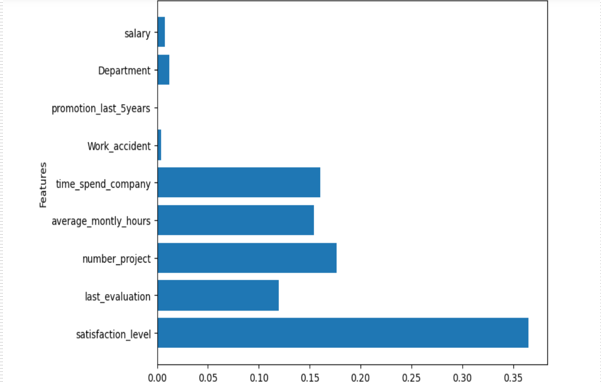 salary
Department
promotion_last_5years
Work_accident
time_spend_company
average_montly_hours
number_project
last_evaluation
satisfaction_level
Features
0.00 0.05 0.10 0.15 0.20 0.25 0.30 0.35